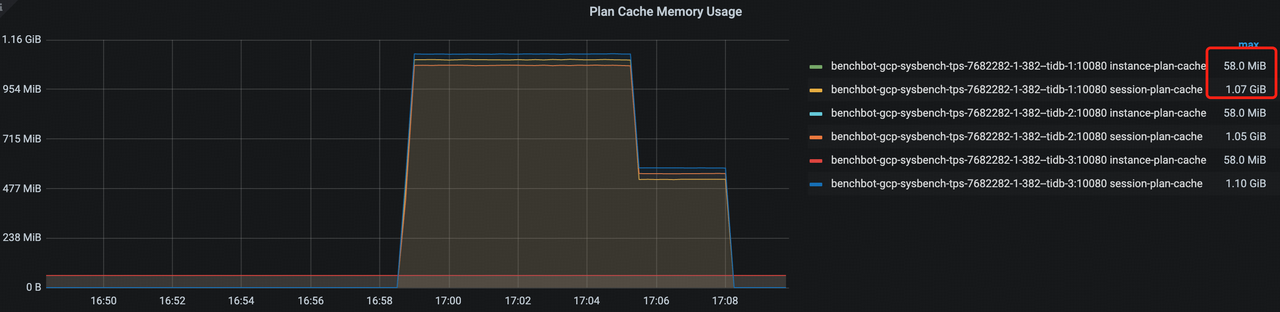 Plan Cache Memory Usage
1.16 GiB
954 MiB
715 MiB
477 MiB
238 MiB
0 B
16:50 16:52 16:54 16:56 16:58 17:00 17:02 17:04 17:06 17:08
max
benchbot-gcp-sysbench-tps-7682282-1-382--tidb-1:10080 instance-plan-cache 58.0 MiB
benchbot-gcp-sysbench-tps-7682282-1-382--tidb-1:10080 session-plan-cache 1.07 GiB
benchbot-gcp-sysbench-tps-7682282-1-382--tidb-2:10080 instance-plan-cache 58.0 MiB
benchbot-gcp-sysbench-tps-7682282-1-382--tidb-2:10080 session-plan-cache 1.05 GiB
benchbot-gcp-sysbench-tps-7682282-1-382--tidb-3:10080 instance-plan-cache 58.0 MiB
benchbot-gcp-sysbench-tps-7682282-1-382--tidb-3:10080 session-plan-cache 1.10 GiB